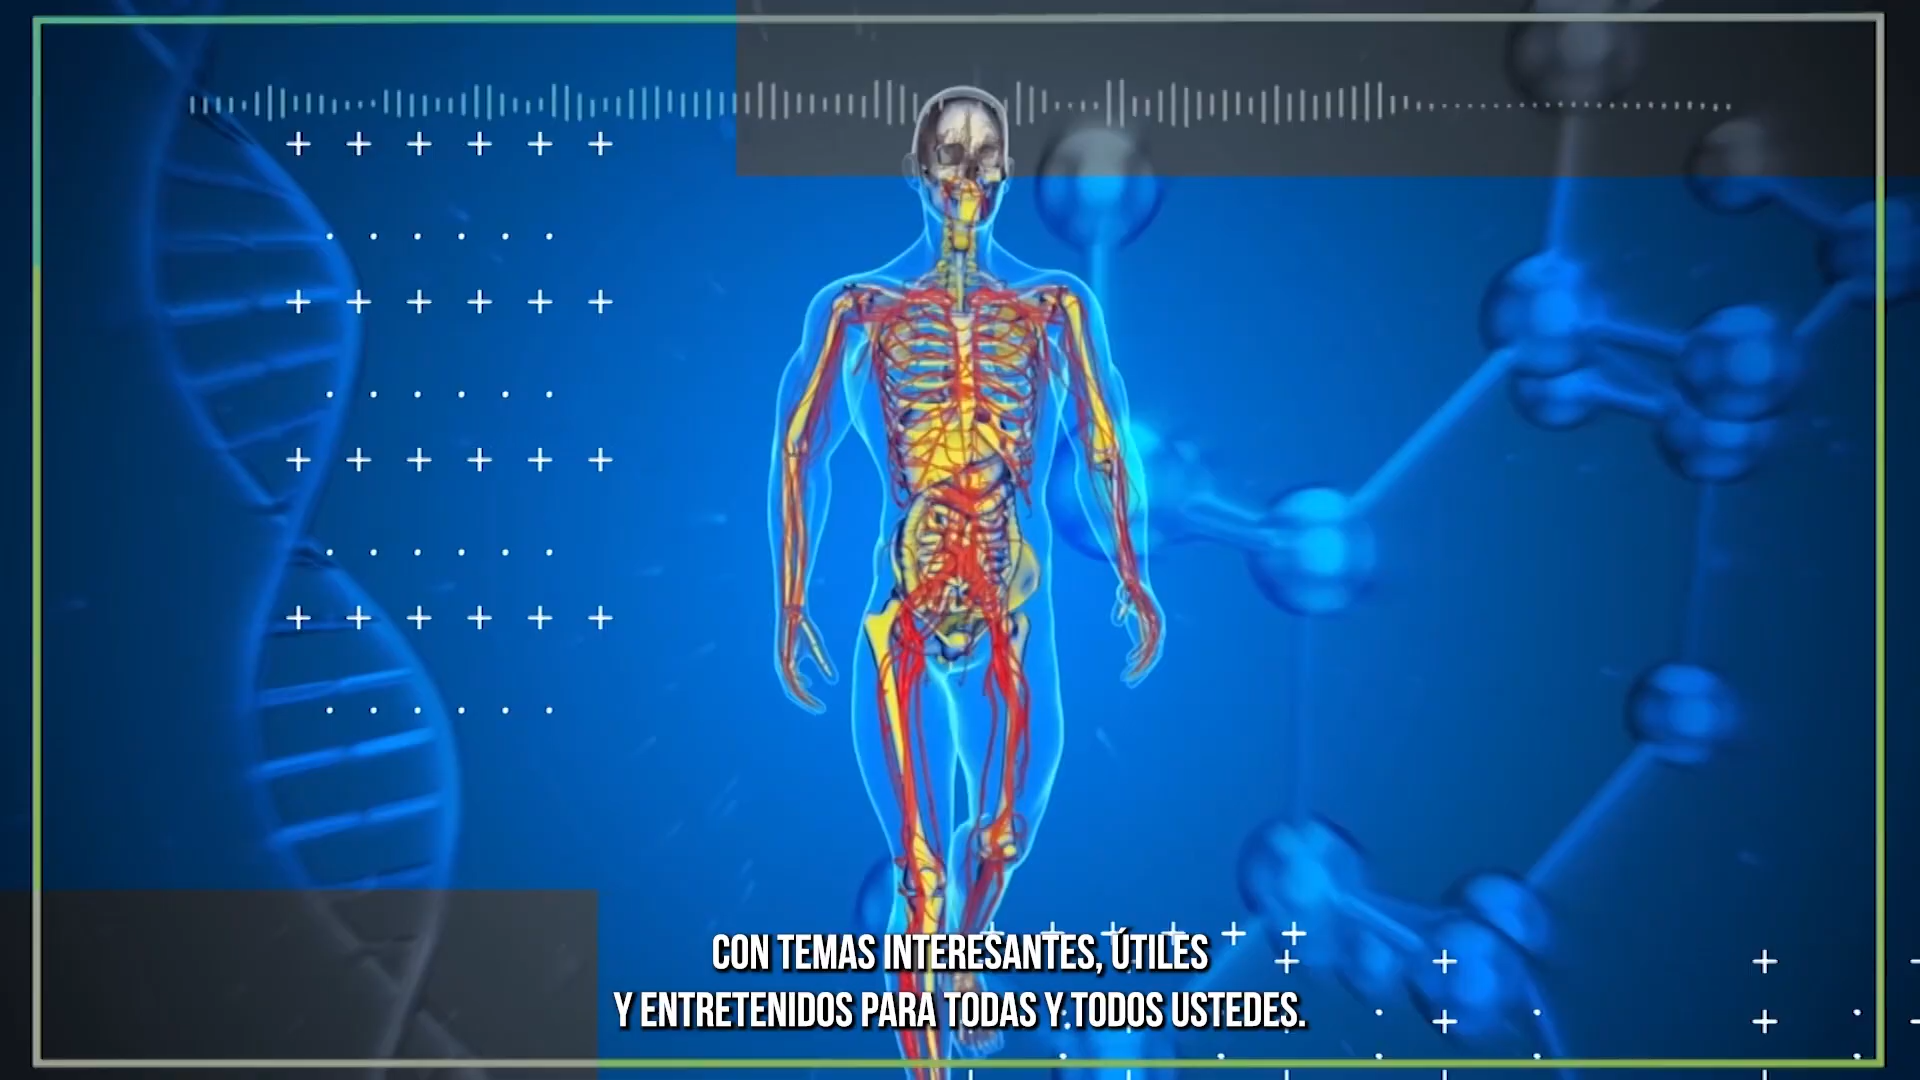 CON TEMAS INTERESANTES, ÚTILES
Y ENTRETENIDOS PARA TODAS Y TODOS USTEDES.